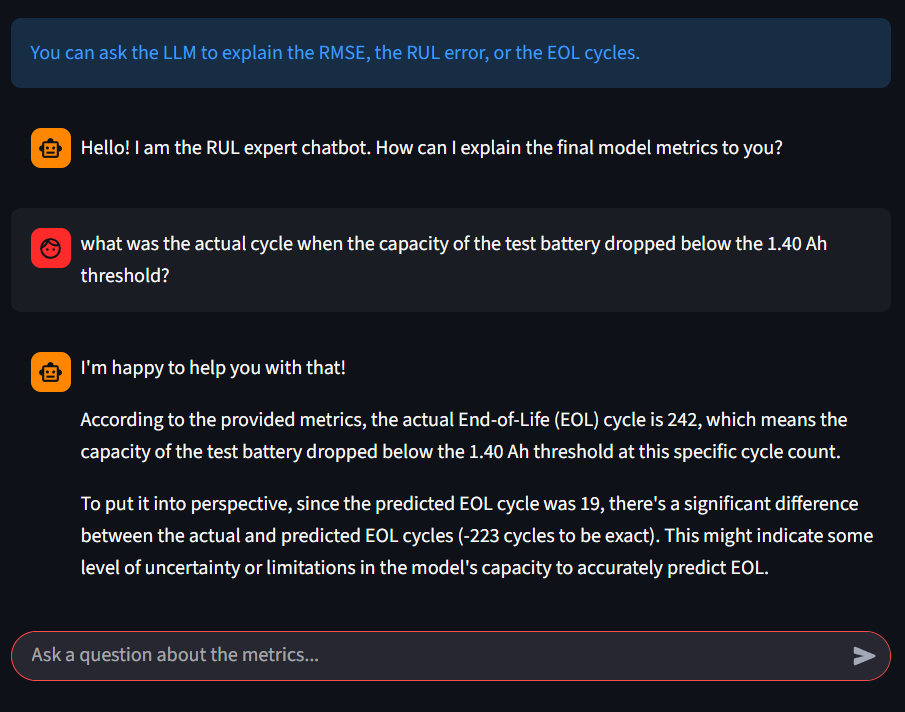 You can ask the LLM to explain the RMSE, the RUL error, or the EOL cycles.
Hello! I am the RUL expert chatbot. How can I explain the final model metrics to you?
what was the actual cycle when the capacity of the test battery dropped below the 1.40 Ah
threshold?
I'm happy to help you with that!
According to the provided metrics, the actual End-of-Life (EOL) cycle is 242, which means the
capacity of the test battery dropped below the 1.40 Ah threshold at this specific cycle count.
To put it into perspective, since the predicted EOL cycle was 19, there's a significant difference
between the actual and predicted EOL cycles (-223 cycles to be exact). This might indicate some
level of uncertainty or limitations in the model's capacity to accurately predict EOL.
Ask a question about the metrics...